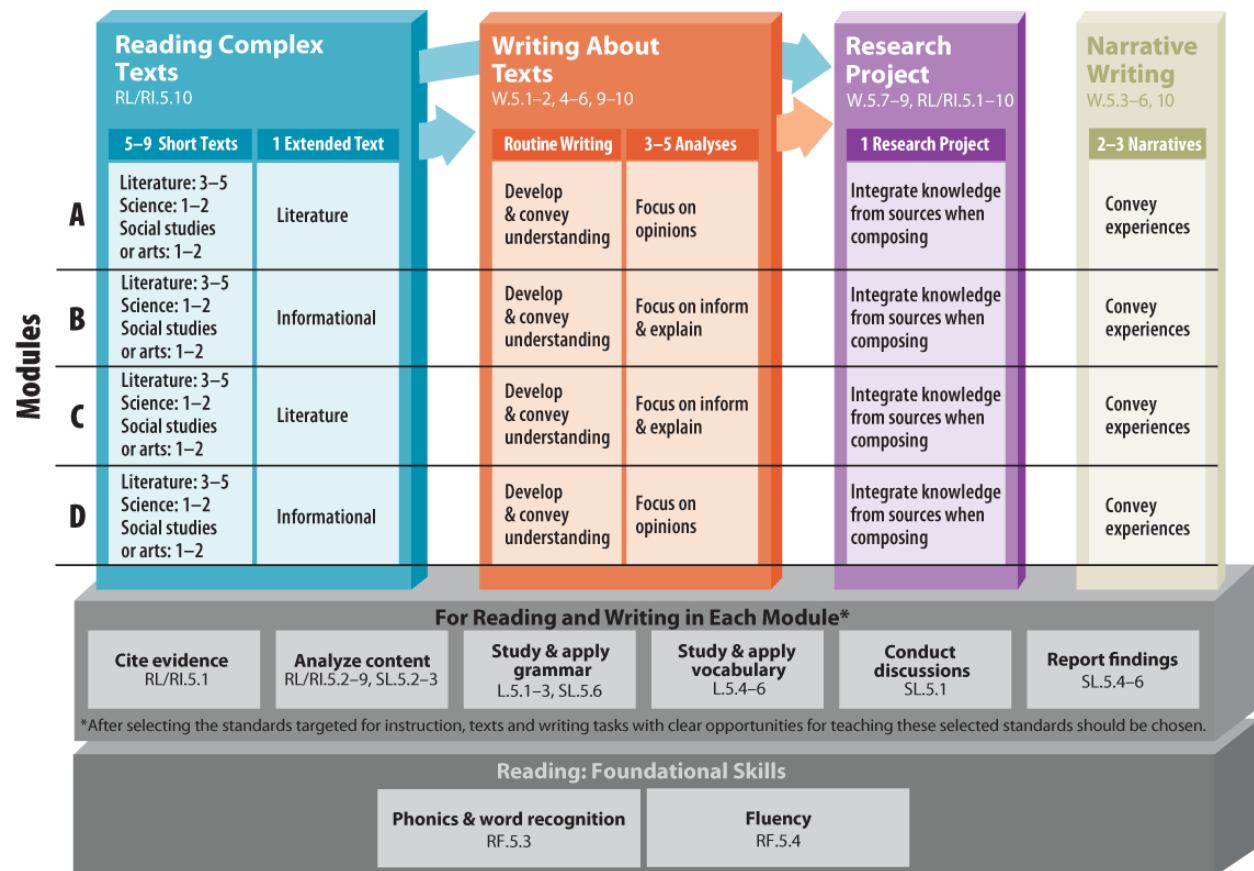 Reading Complex
Texts
RL/RI.5.10
5–9 Short Texts
1 Extended Text
Writing About
Texts
W.5.1–2, 4–6, 9–10
Routine Writing
3–5 Analyses
Research
Project
W.5.7–9, RL/RI.5.1–10
1 Research Project
Narrative
Writing
W.5.3–6, 10
2–3 Narratives
Modules
A
Literature: 3–5
Science: 1–2
Social studies
or arts: 1–2
Literature
Develop
& convey
understanding
Focus on
opinions
Integrate knowledge
from sources when
composing
Convey
experiences
B
Literature: 3–5
Science: 1–2
Social studies
or arts: 1–2
Informational
Develop
& convey
understanding
Focus on inform
& explain
Integrate knowledge
from sources when
composing
Convey
experiences
C
Literature: 3–5
Science: 1–2
Social studies
or arts: 1–2
Literature
Develop
& convey
understanding
Focus on inform
& explain
Integrate knowledge
from sources when
composing
Convey
experiences
D
Literature: 3–5
Science: 1–2
Social studies
or arts: 1–2
Informational
Develop
& convey
understanding
Focus on
opinions
Integrate knowledge
from sources when
composing
Convey
experiences
For Reading and Writing in Each Module*
Cite evidence
RL/RI.5.1
Analyze content
RL/RI.5.2–9, SL.5.2–3
Study & apply
grammar
L.5.1–3, SL.5.6
Study & apply
vocabulary
L.5.4–6
Conduct
discussions
SL.5.1
Report findings
SL.5.4–6
*After selecting the standards targeted for instruction, texts and writing tasks with clear opportunities for teaching these selected standards should be chosen.
Reading: Foundational Skills
Phonics & word recognition
RF.5.3
Fluency
RF.5.4